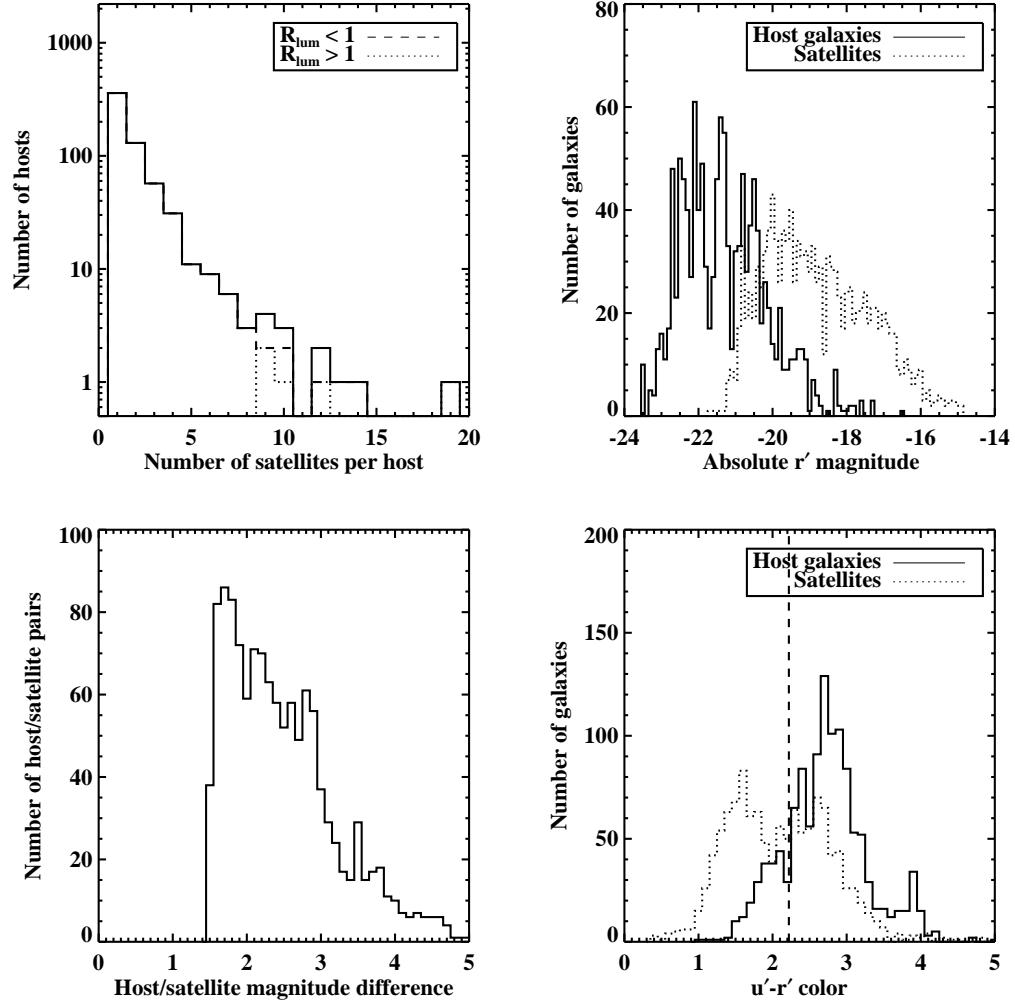 Number of hosts
1000
100
10
1
R_lum < 1
R_lum > 1
0 5 10 15 20
Number of satellites per host
Number of galaxies
80
60
40
20
0
Host galaxies
Satellites
-24 -22 -20 -18 -16 -14
Absolute r′ magnitude
Number of host/satellite pairs
100
80
60
40
20
0
0 1 2 3 4 5
Host/satellite magnitude difference
Number of galaxies
200
150
100
50
0
Host galaxies
Satellites
0 1 2 3 4 5
u′-r′ color